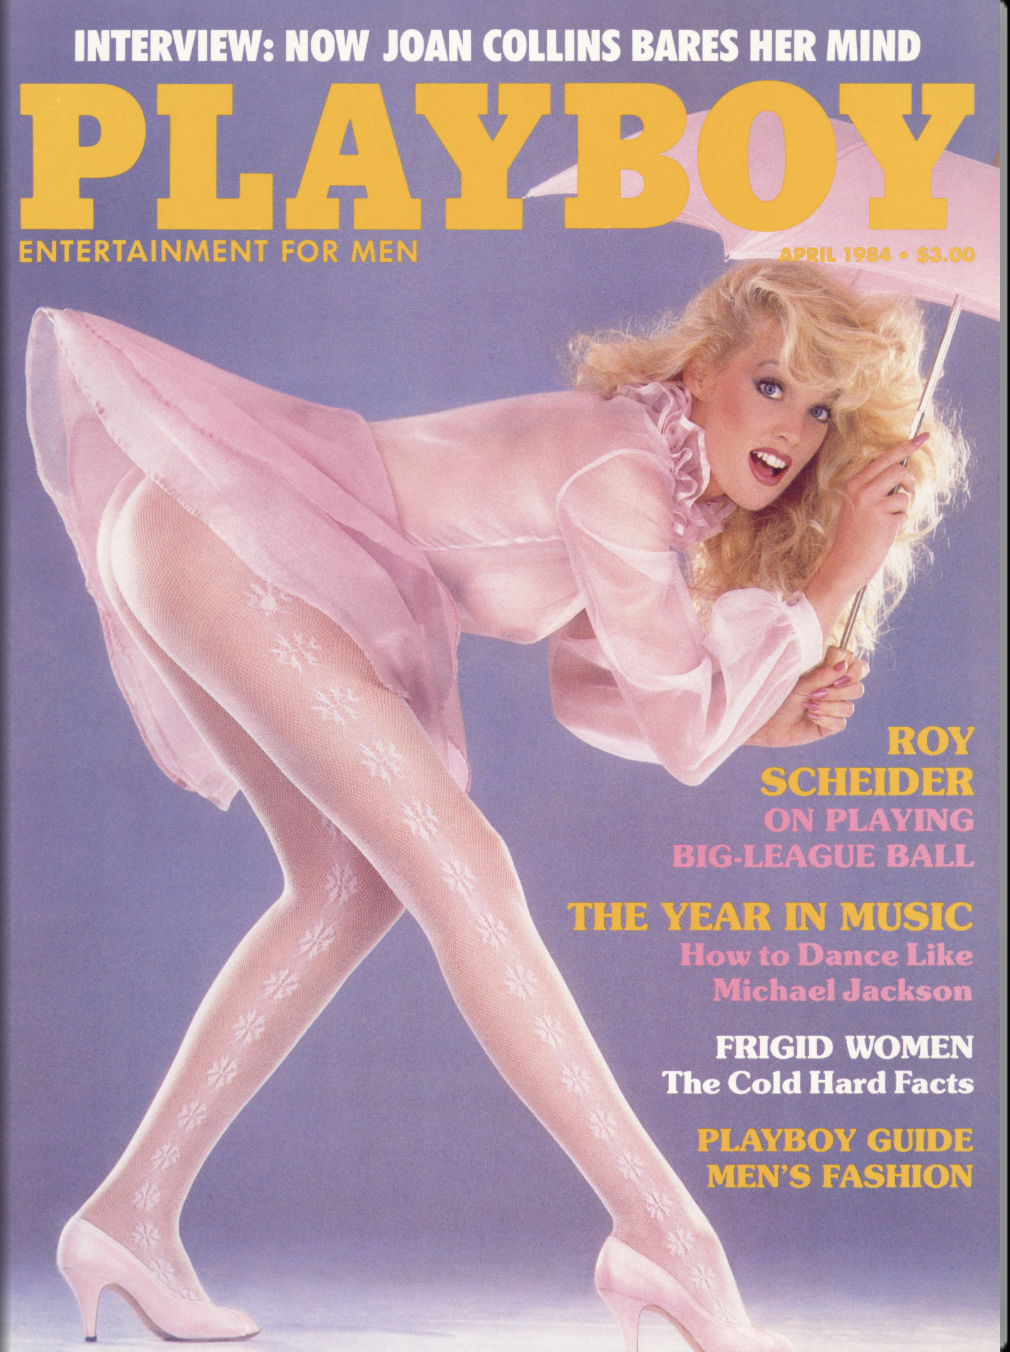 INTERVIEW: NOW JOAN COLLINS BARES HER MIND
PLAYBOY
ENTERTAINMENT FOR MEN
APRIL 1984 • $3.00
ROY
SCHEIDER
ON PLAYING
BIG-LEAGUE BALL
THE YEAR IN MUSIC
How to Dance Like
Michael Jackson
FRIGID WOMEN
The Cold Hard Facts
PLAYBOY GUIDE
MEN'S FASHION